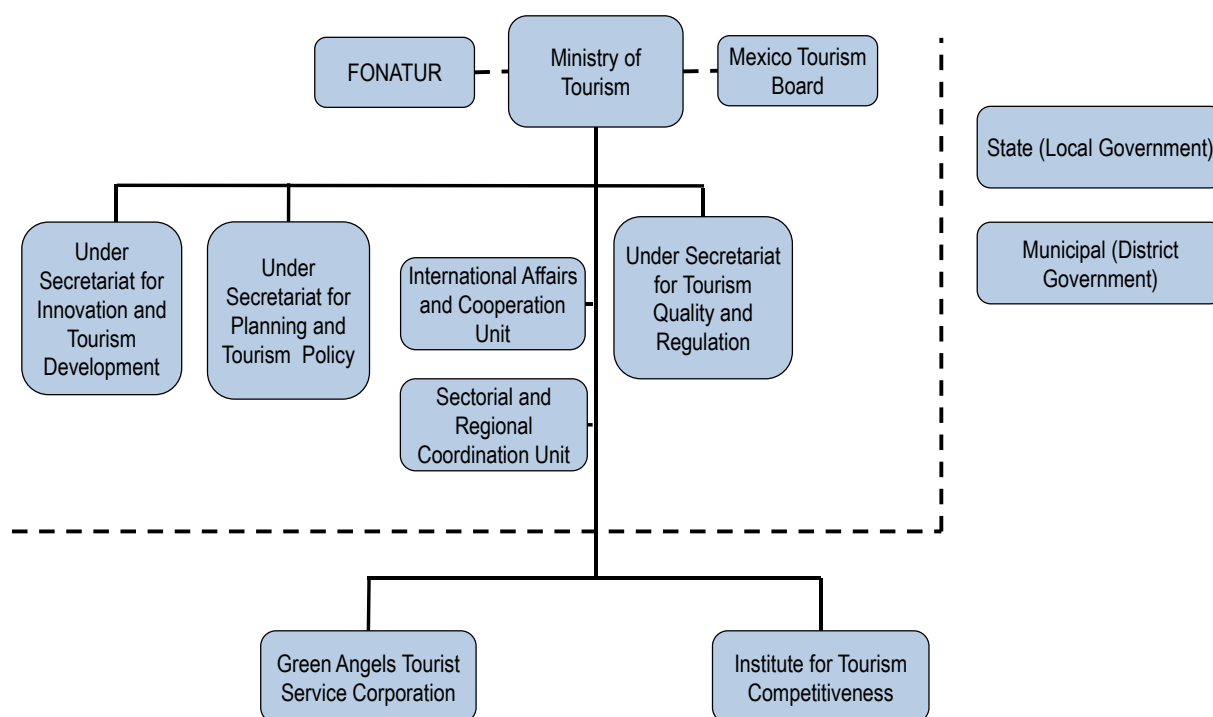 FONATUR
Ministry of
Tourism
Mexico Tourism
Board
State (Local Government)
Municipal (District
Government)
Under
Secretariat for
Innovation and
Tourism
Development
Under
Secretariat for
Planning and
Tourism Policy
International Affairs
and Cooperation
Unit
Under Secretariat
for Tourism
Quality and
Regulation
Sectorial and
Regional
Coordination Unit
Green Angels Tourist
Service Corporation
Institute for Tourism
Competitiveness